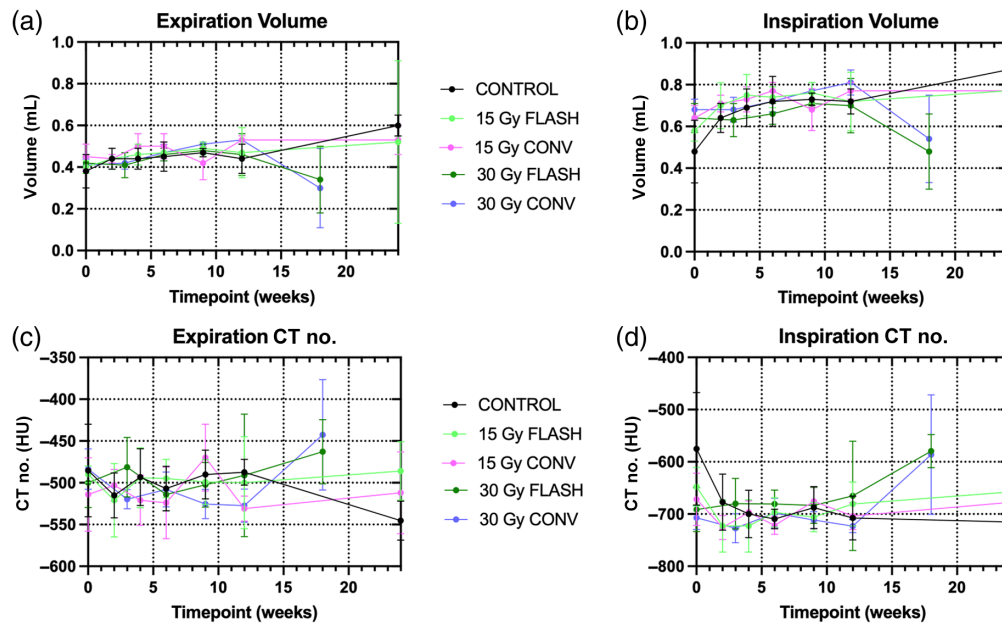 (a) Expiration Volume
1.0
0.8
0.6
0.4
0.2
0.0
Volume (mL)
0 5 10 15 20
Timepoint (weeks)
CONTROL
15 Gy FLASH
15 Gy CONV
30 Gy FLASH
30 Gy CONV
(b) Inspiration Volume
1.0
0.8
0.6
0.4
0.2
0.0
Volume (mL)
0 5 10 15 20
Timepoint (weeks)
(c) Expiration CT no.
−350
−400
−450
−500
−550
−600
CT no. (HU)
0 5 10 15 20
Timepoint (weeks)
CONTROL
15 Gy FLASH
15 Gy CONV
30 Gy FLASH
30 Gy CONV
(d) Inspiration CT no.
−400
−500
−600
−700
−800
CT no. (HU)
0 5 10 15 20
Timepoint (weeks)